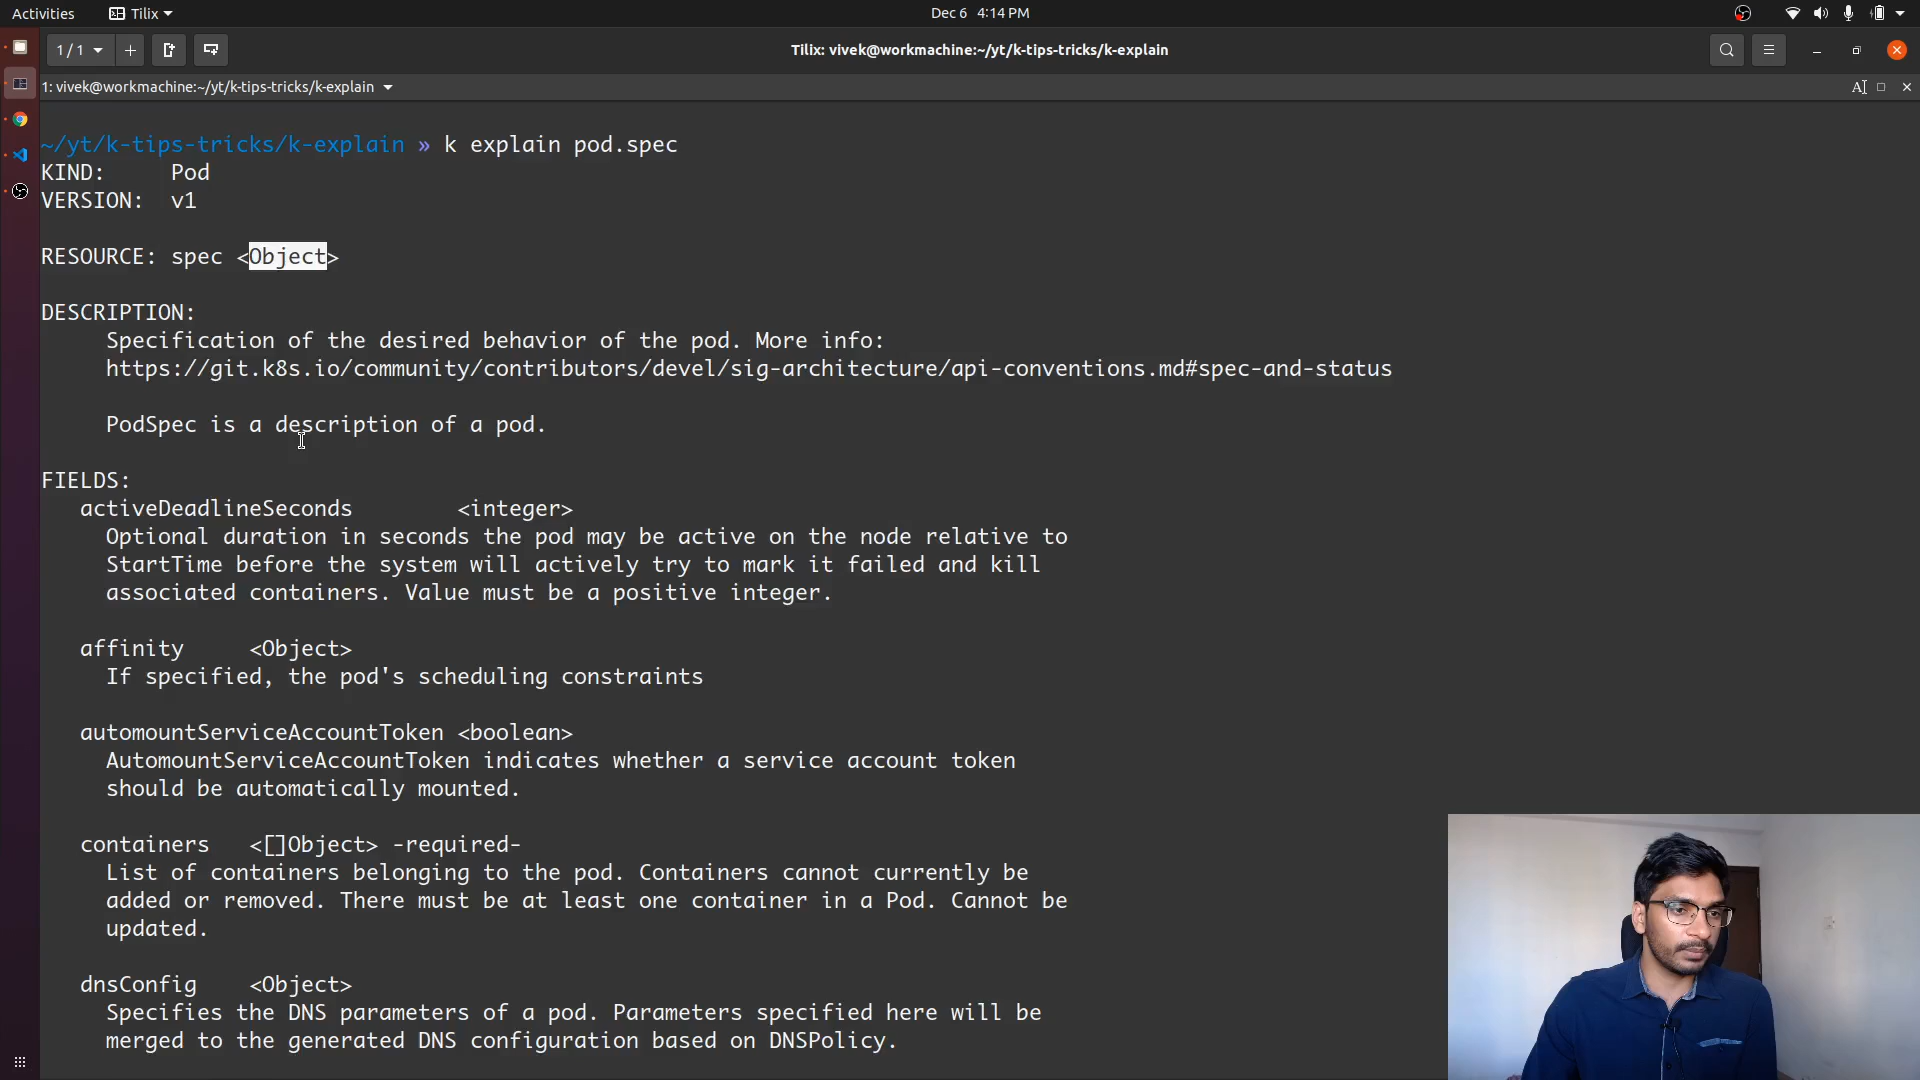 Activities Tilix Dec 6 4:14 PM
1 / 1 Tilix: vivek@workmachine:~/yt/k-tips-tricks/k-explain
1: vivek@workmachine:~/yt/k-tips-tricks/k-explain
~/yt/k-tips-tricks/k-explain » k explain pod.spec
KIND:     Pod
VERSION:  v1
RESOURCE: spec <Object>
DESCRIPTION:
Specification of the desired behavior of the pod. More info:
https://git.k8s.io/community/contributors/devel/sig-architecture/api-conventions.md#spec-and-status
PodSpec is a description of a pod.
FIELDS:
activeDeadlineSeconds        <integer>
Optional duration in seconds the pod may be active on the node relative to
StartTime before the system will actively try to mark it failed and kill
associated containers. Value must be a positive integer.
affinity     <Object>
If specified, the pod's scheduling constraints
automountServiceAccountToken <boolean>
AutomountServiceAccountToken indicates whether a service account token
should be automatically mounted.
containers   <[]Object> -required-
List of containers belonging to the pod. Containers cannot currently be
added or removed. There must be at least one container in a Pod. Cannot be
updated.
dnsConfig    <Object>
Specifies the DNS parameters of a pod. Parameters specified here will be
merged to the generated DNS configuration based on DNSPolicy.